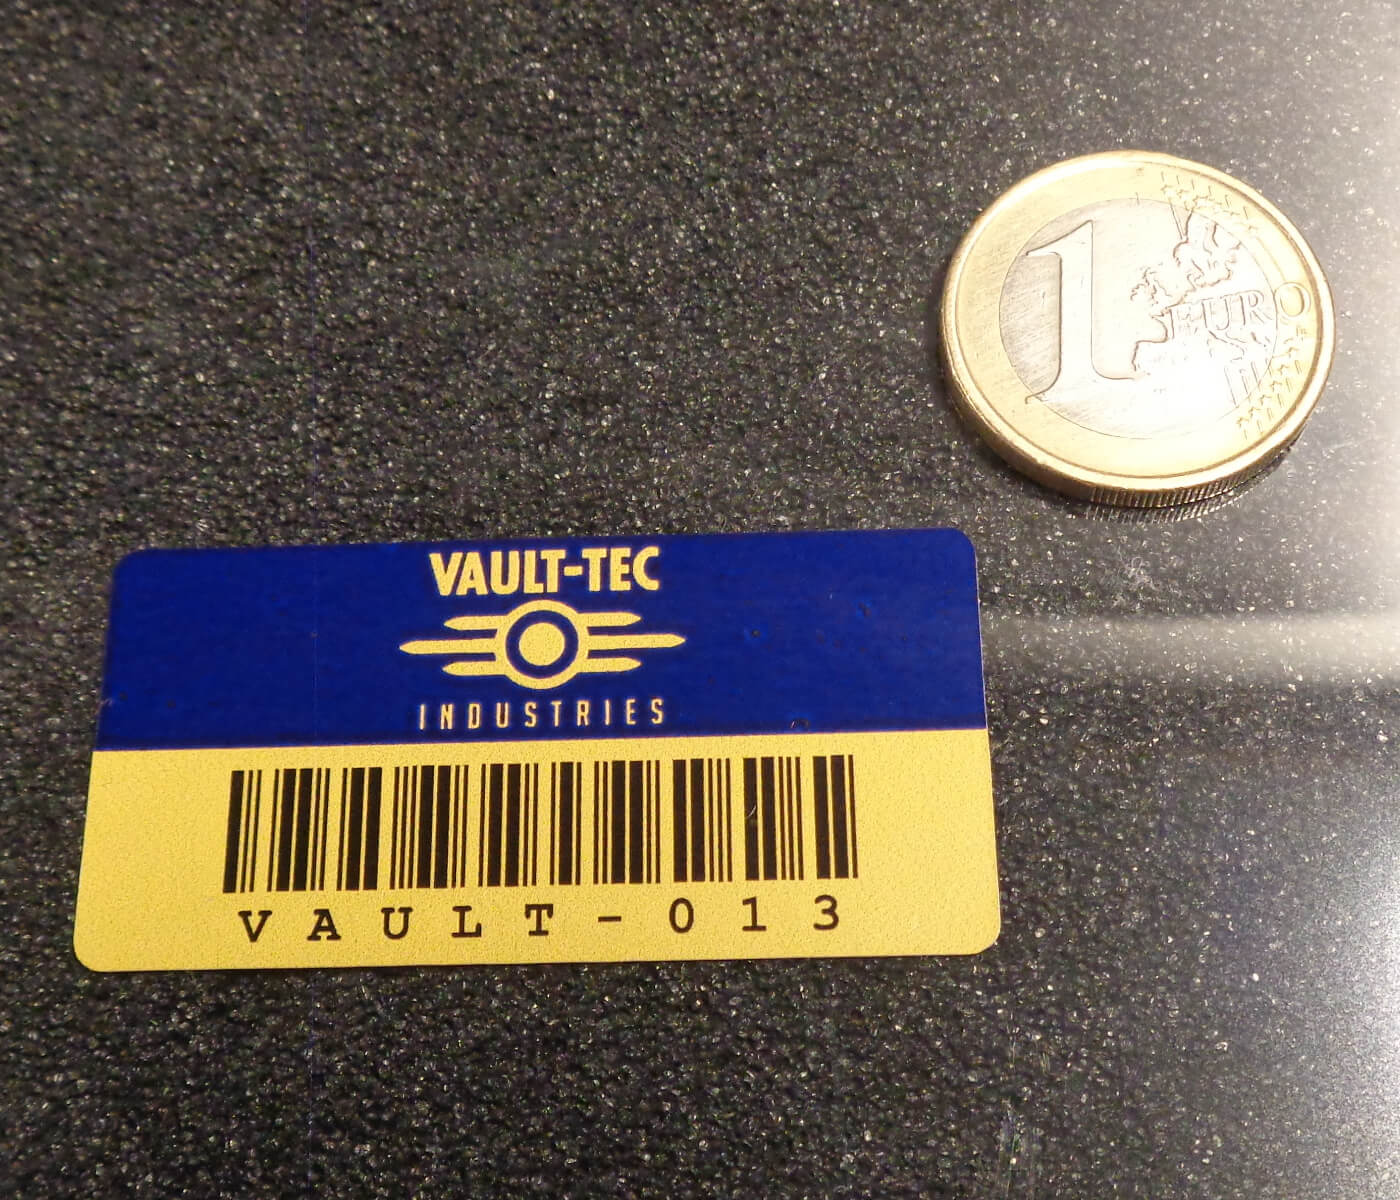 1 EURO
VAULT-TEC
INDUSTRIES
VAULT-013